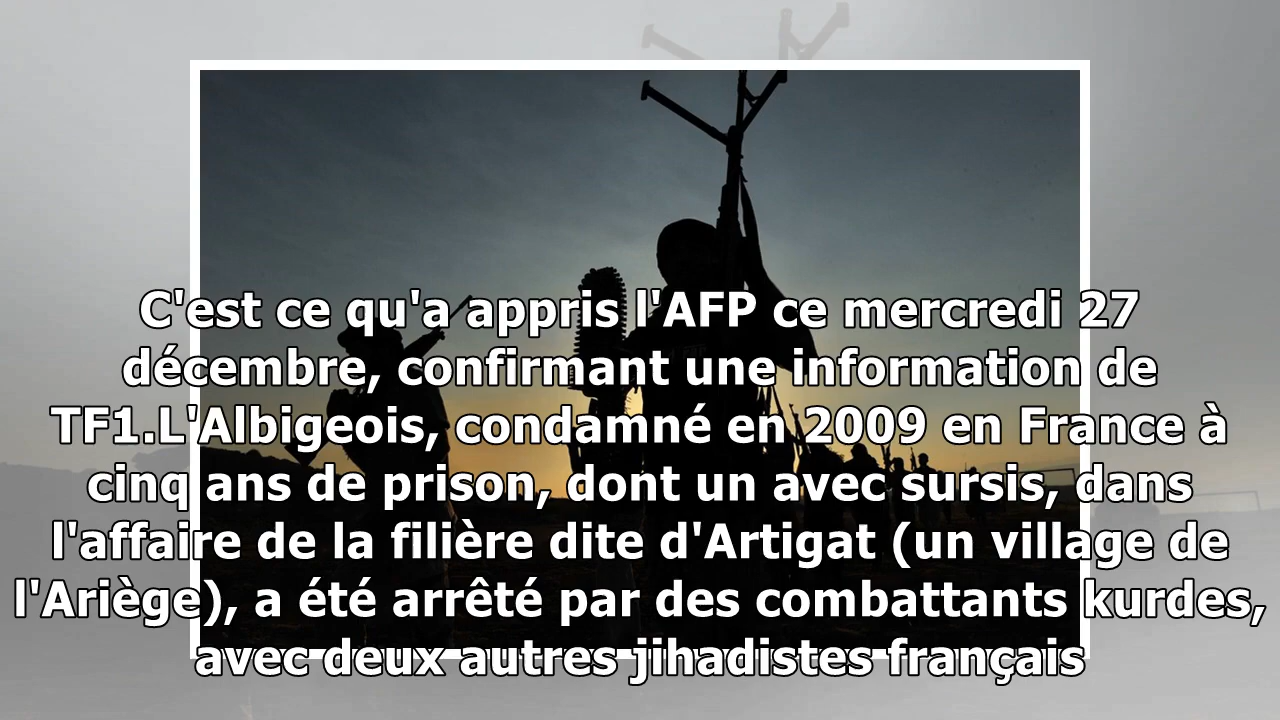 C'est ce qu'a appris l'AFP ce mercredi 27
décembre, confirmant une information de
TF1.L'Albigeois, condamné en 2009 en France à
cinq ans de prison, dont un avec sursis, dans
l'affaire de la filière dite d'Artigat (un village de
l'Ariège), a été arrêté par des combattants kurdes,
avec deux autres jihadistes français